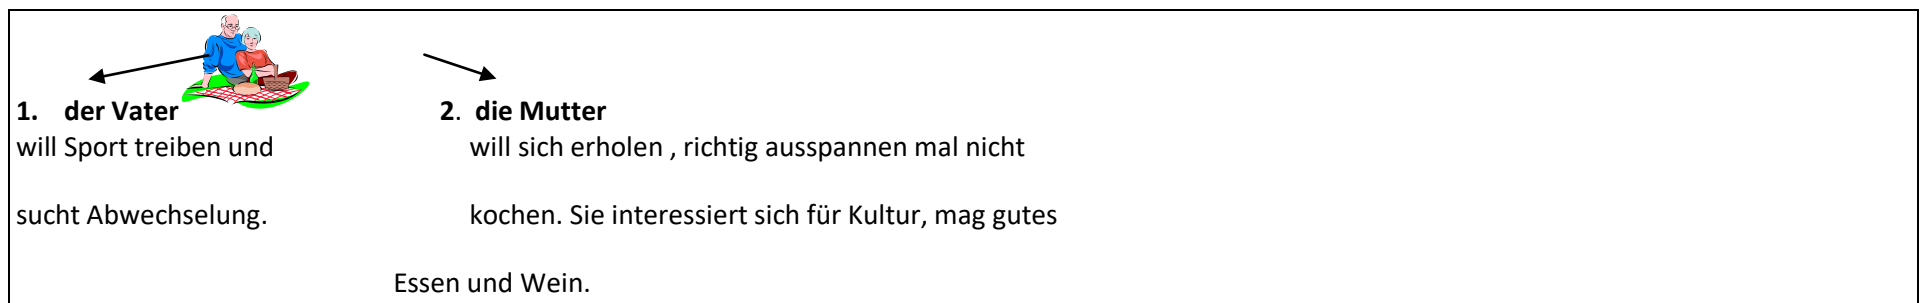 1. der Vater 2. die Mutter
will Sport treiben und will sich erholen , richtig ausspannen mal nicht
sucht Abwechselung. kochen. Sie interessiert sich für Kultur, mag gutes
Essen und Wein.